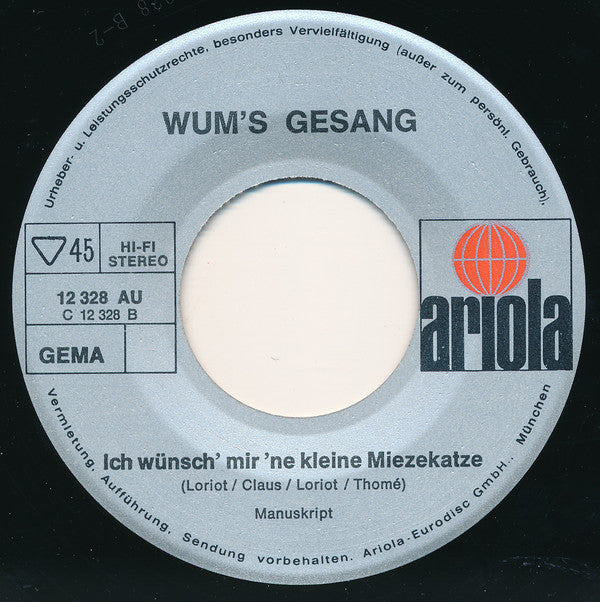 Urheber- u. Leistungsschutzrechte, besonders Vervielfältigung (außer zum persönl. Gebrauch),
WUM'S GESANG
45
HI-FI
STEREO
12 328 AU
C 12 328 B
GEMA
ariola
Ich wünsch' mir 'ne kleine Miezekatze
(Loriot / Claus / Loriot / Thomé)
Manuskript
Vermietung, Aufführung, Sendung vorbehalten. Ariola-Eurodisc GmbH., München